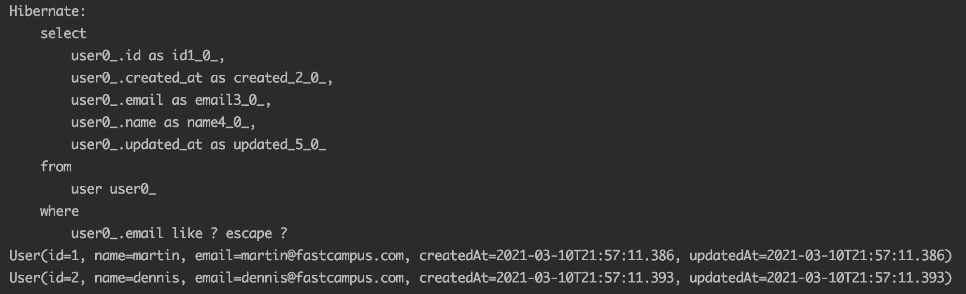 Hibernate:
    select
        user0_.id as id1_0_,
        user0_.created_at as created_2_0_,
        user0_.email as email3_0_,
        user0_.name as name4_0_,
        user0_.updated_at as updated_5_0_
    from
        user user0_
    where
        user0_.email like ? escape ?
User(id=1, name=martin, email=martin@fastcampus.com, createdAt=2021-03-10T21:57:11.386, updatedAt=2021-03-10T21:57:11.386)
User(id=2, name=dennis, email=dennis@fastcampus.com, createdAt=2021-03-10T21:57:11.393, updatedAt=2021-03-10T21:57:11.393)